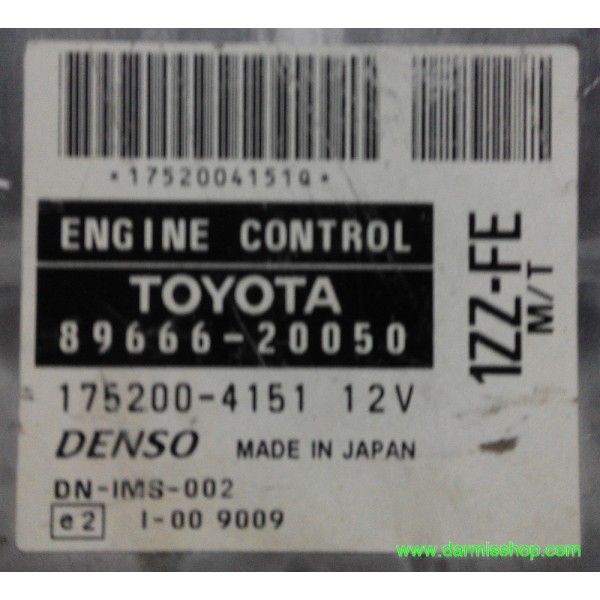 *1752004151Q*
ENGINE CONTROL
TOYOTA
89666-20050
1ZZ-FE
M/T
175200-4151 12V
DENSO MADE IN JAPAN
DN-IMS-002
e2 I-00 9009
www.darmisshop.com